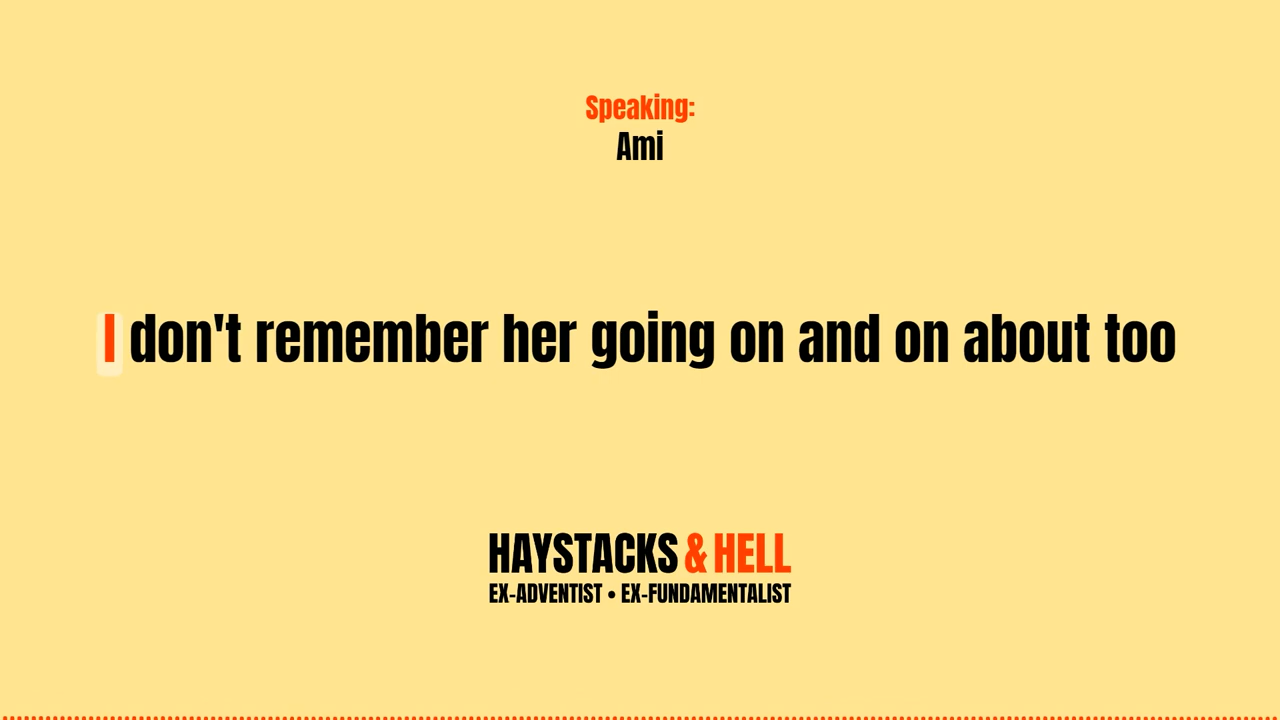 Speaking:
Ami
I don't remember her going on and on about too
HAYSTACKS & HELL
EX-ADVENTIST • EX-FUNDAMENTALIST